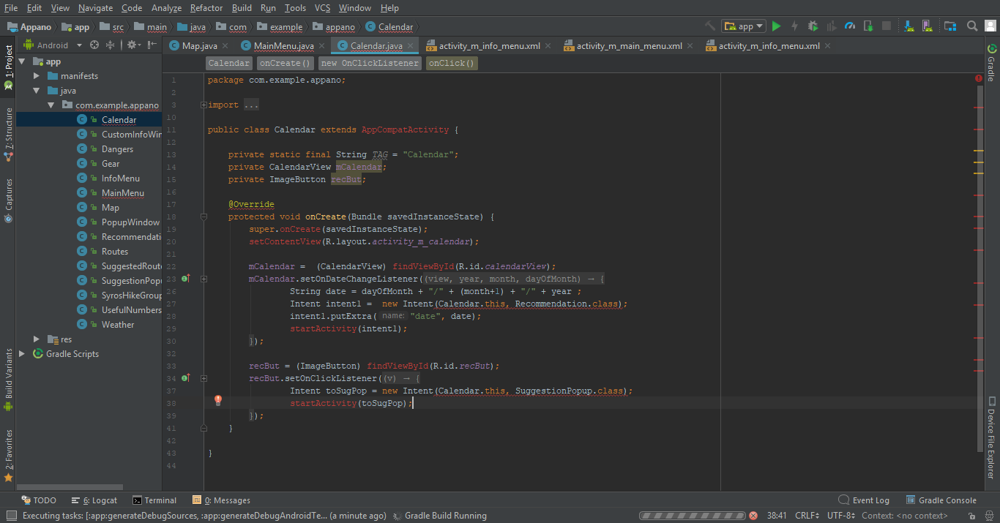 File Edit View Navigate Code Analyze Refactor Build Run Tools VCS Window Help
Appano app src main java com example appano Calendar app
Android Map.java MainMenu.java Calendar.java activity_m_info_menu.xml activity_m_main_menu.xml activity_m_info_menu.xml
Calendar onCreate() new OnClickListener onClick()
1: Project
7: Structure
Captures
Build Variants
2: Favorites
app
manifests
java
com.example.appano
Calendar
CustomInfoWin
Dangers
Gear
InfoMenu
MainMenu
Map
PopupWindow
Recommendati
Routes
SuggestedRoute
SuggestionPopu
SyrosHikeGroup
UsefulNumbers
Weather
res
Gradle Scripts
1 package com.example.appano;
2
3 import ...
10
11 public class Calendar extends AppCompatActivity {
12
13 private static final String TAG = "Calendar";
14 private CalendarView mCalendar;
15 private ImageButton recBut;
16
17 @Override
18 protected void onCreate(Bundle savedInstanceState) {
19 super.onCreate(savedInstanceState);
20 setContentView(R.layout.activity_m_calendar);
21
22 mCalendar = (CalendarView) findViewById(R.id.calendarView);
23 mCalendar.setOnDateChangeListener((view, year, month, dayOfMonth) → {
26 String date = dayOfMonth + "/" + (month+1) + "/" + year ;
27 Intent intent1 = new Intent(Calendar.this, Recommendation.class);
28 intent1.putExtra( name: "date", date);
29 startActivity(intent1);
30 });
32
33 recBut = (ImageButton) findViewById(R.id.recBut);
34 recBut.setOnClickListener((v) → {
37 Intent toSugPop = new Intent(Calendar.this, SuggestionPopup.class);
38 startActivity(toSugPop);
39 });
41 }
42
43 }
44
Gradle
Device File Explorer
TODO 6: Logcat Terminal 0: Messages Event Log Gradle Console
Executing tasks: [:app:generateDebugSources, :app:generateDebugAndroidTe... (a minute ago) Gradle Build Running 38:41 CRLF UTF-8 Context: <no context>